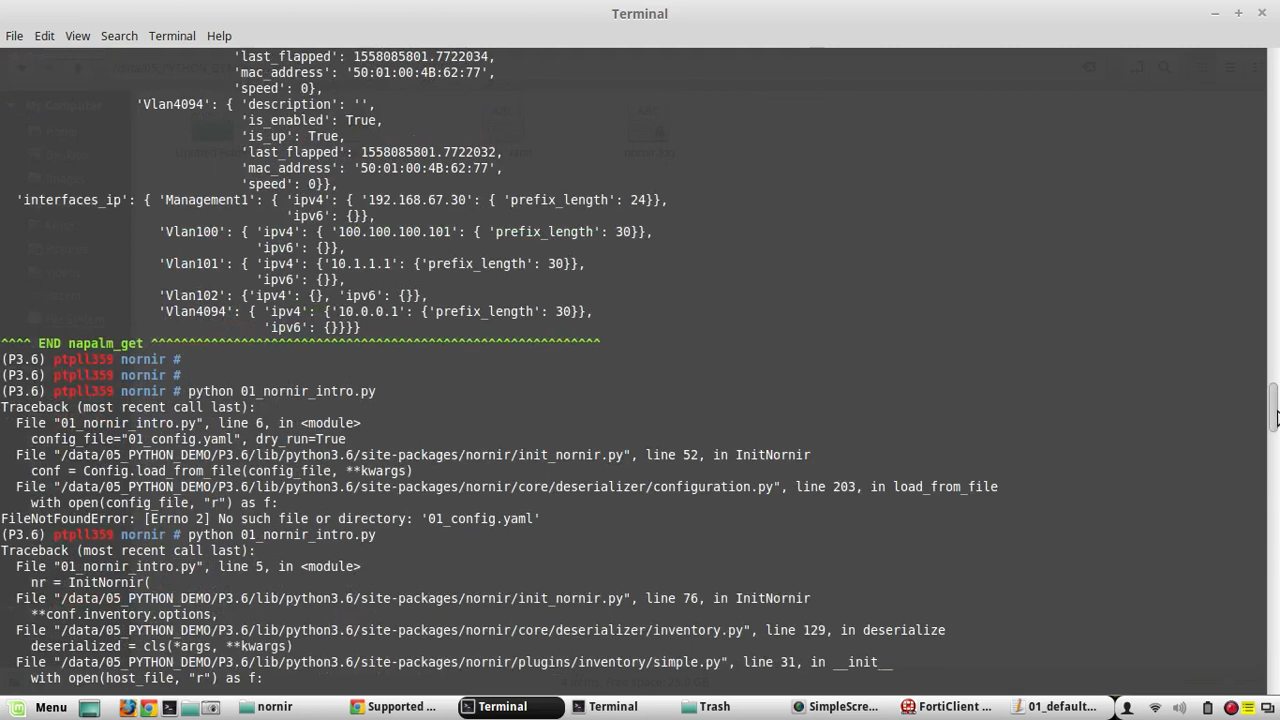 Terminal
File Edit View Search Terminal Help
'last_flapped': 1558085801.7722034,
'mac_address': '50:01:00:4B:62:77',
'speed': 0},
'Vlan4094': { 'description': '',
'is_enabled': True,
'is_up': True,
'last_flapped': 1558085801.7722032,
'mac_address': '50:01:00:4B:62:77',
'speed': 0}},
'interfaces_ip': { 'Management1': { 'ipv4': { '192.168.67.30': { 'prefix_length': 24}},
'ipv6': {}},
'Vlan100': { 'ipv4': { '100.100.100.101': { 'prefix_length': 30}},
'ipv6': {}},
'Vlan101': { 'ipv4': {'10.1.1.1': {'prefix_length': 30}},
'ipv6': {}},
'Vlan102': {'ipv4': {}, 'ipv6': {}},
'Vlan4094': { 'ipv4': {'10.0.0.1': {'prefix_length': 30}},
'ipv6': {}}}}
^^^^ END napalm_get ^^^^^^^^^^^^^^^^^^^^^^^^^^^^^^^^^^^^^^^^^^^^^^^^^^^^^^^^^^^^
(P3.6) ptpll359 nornir #
(P3.6) ptpll359 nornir #
(P3.6) ptpll359 nornir # python 01_nornir_intro.py
Traceback (most recent call last):
File "01_nornir_intro.py", line 6, in <module>
config_file="01_config.yaml", dry_run=True
File "/data/05_PYTHON_DEMO/P3.6/lib/python3.6/site-packages/nornir/init_nornir.py", line 52, in InitNornir
conf = Config.load_from_file(config_file, **kwargs)
File "/data/05_PYTHON_DEMO/P3.6/lib/python3.6/site-packages/nornir/core/deserializer/configuration.py", line 203, in load_from_file
with open(config_file, "r") as f:
FileNotFoundError: [Errno 2] No such file or directory: '01_config.yaml'
(P3.6) ptpll359 nornir # python 01_nornir_intro.py
Traceback (most recent call last):
File "01_nornir_intro.py", line 5, in <module>
nr = InitNornir(
File "/data/05_PYTHON_DEMO/P3.6/lib/python3.6/site-packages/nornir/init_nornir.py", line 76, in InitNornir
**conf.inventory.options,
File "/data/05_PYTHON_DEMO/P3.6/lib/python3.6/site-packages/nornir/core/deserializer/inventory.py", line 129, in deserialize
deserialized = cls(*args, **kwargs)
File "/data/05_PYTHON_DEMO/P3.6/lib/python3.6/site-packages/nornir/plugins/inventory/simple.py", line 31, in __init__
with open(host_file, "r") as f:
Menu nornir Supported ... Terminal Terminal Trash SimpleScre... FortiClient ... 01_default...